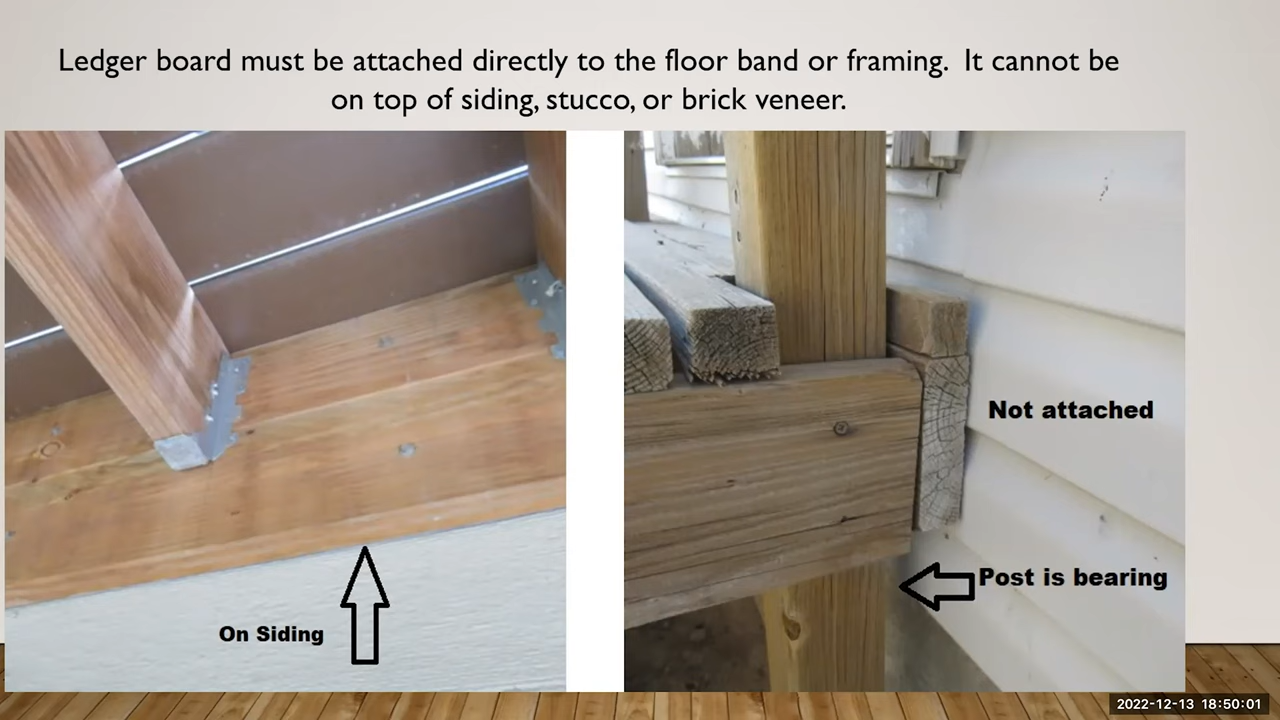 Ledger board must be attached directly to the floor band or framing.  It cannot be
on top of siding, stucco, or brick veneer.
On Siding
Not attached
Post is bearing
2022-12-13  18:50:01